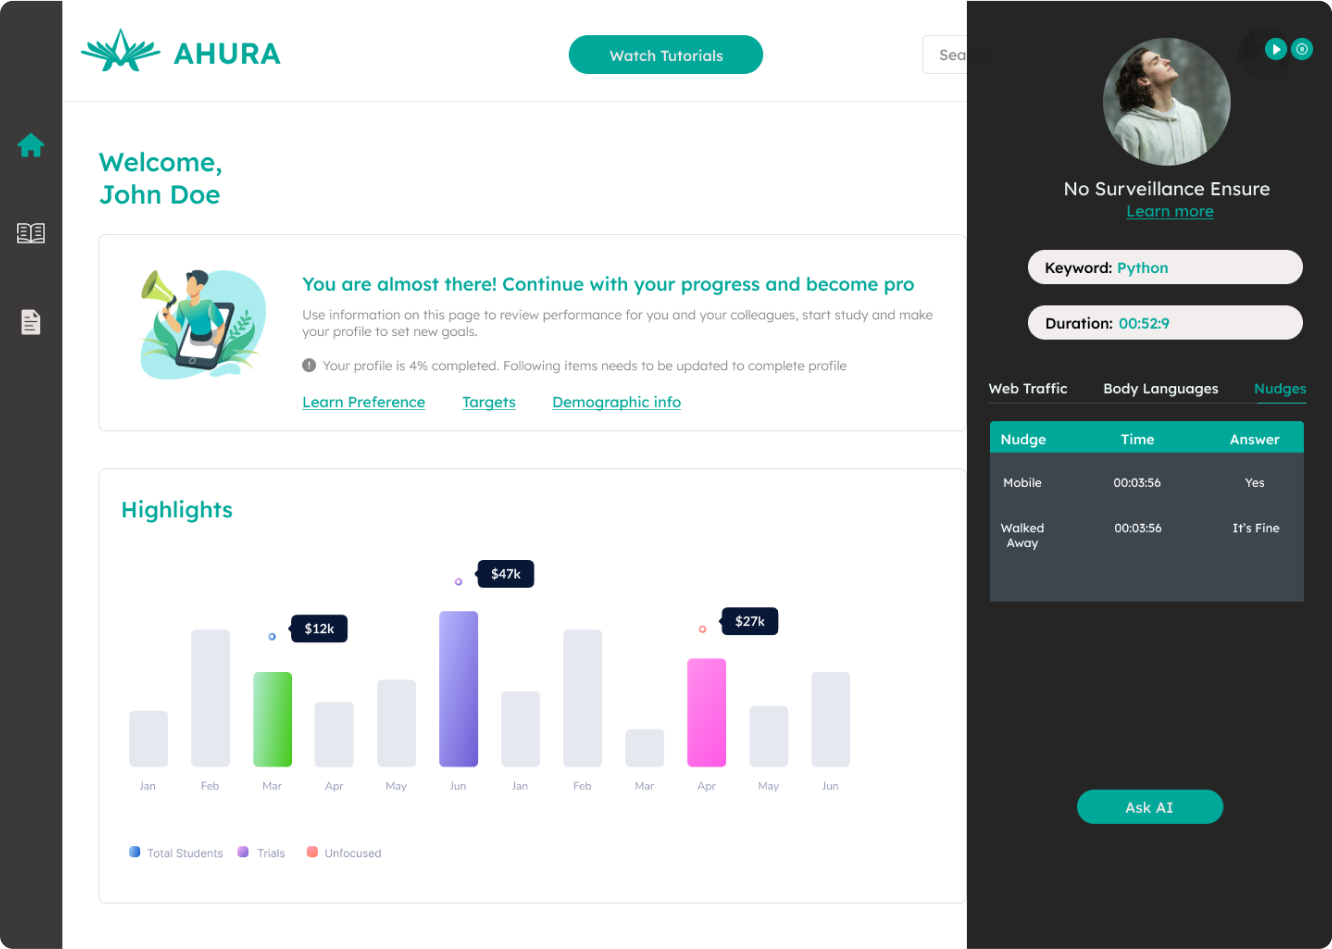 AHURA
Watch Tutorials
Sea
Welcome,
John Doe
You are almost there! Continue with your progress and become pro
Use information on this page to review performance for you and your colleagues, start study and make
your profile to set new goals.
Your profile is 4% completed. Following items needs to be updated to complete profile
Learn Preference Targets Demographic info
Highlights
$47k
$12k
$27k
Jan Feb Mar Apr May Jun Jan Feb Mar Apr May Jun
Total Students Trials Unfocused
No Surveillance Ensure
Learn more
Keyword: Python
Duration: 00:52:9
Web Traffic Body Languages Nudges
Nudge Time Answer
Mobile 00:03:56 Yes
Walked 00:03:56 It's Fine
Away
Ask AI